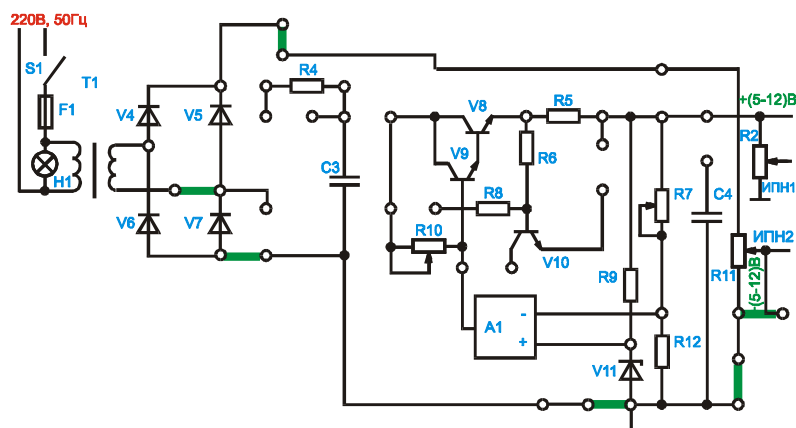 220В, 50Гц
S1
T1
F1
H1
V4
V5
V6
V7
R4
C3
V8
R5
V9
R6
R8
R10
V10
A1
-
+
R9
V11
R7
R12
C4
+(5-12)В
R2
ИПН1
ИПН2
R11
-(5-12)В